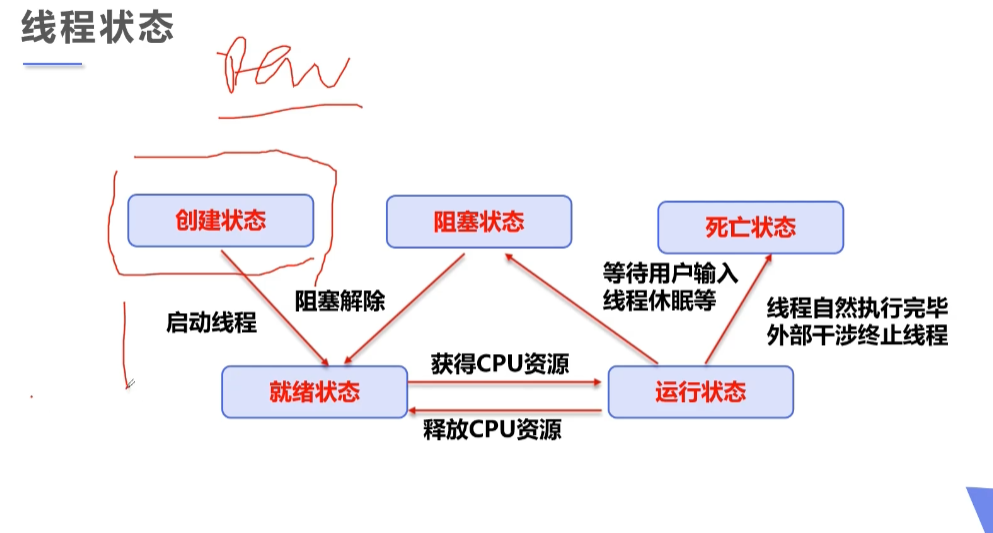 线程状态
创建状态
阻塞状态
死亡状态
启动线程
阻塞解除
等待用户输入
线程休眠等
线程自然执行完毕
外部干涉终止线程
获得CPU资源
就绪状态
运行状态
释放CPU资源